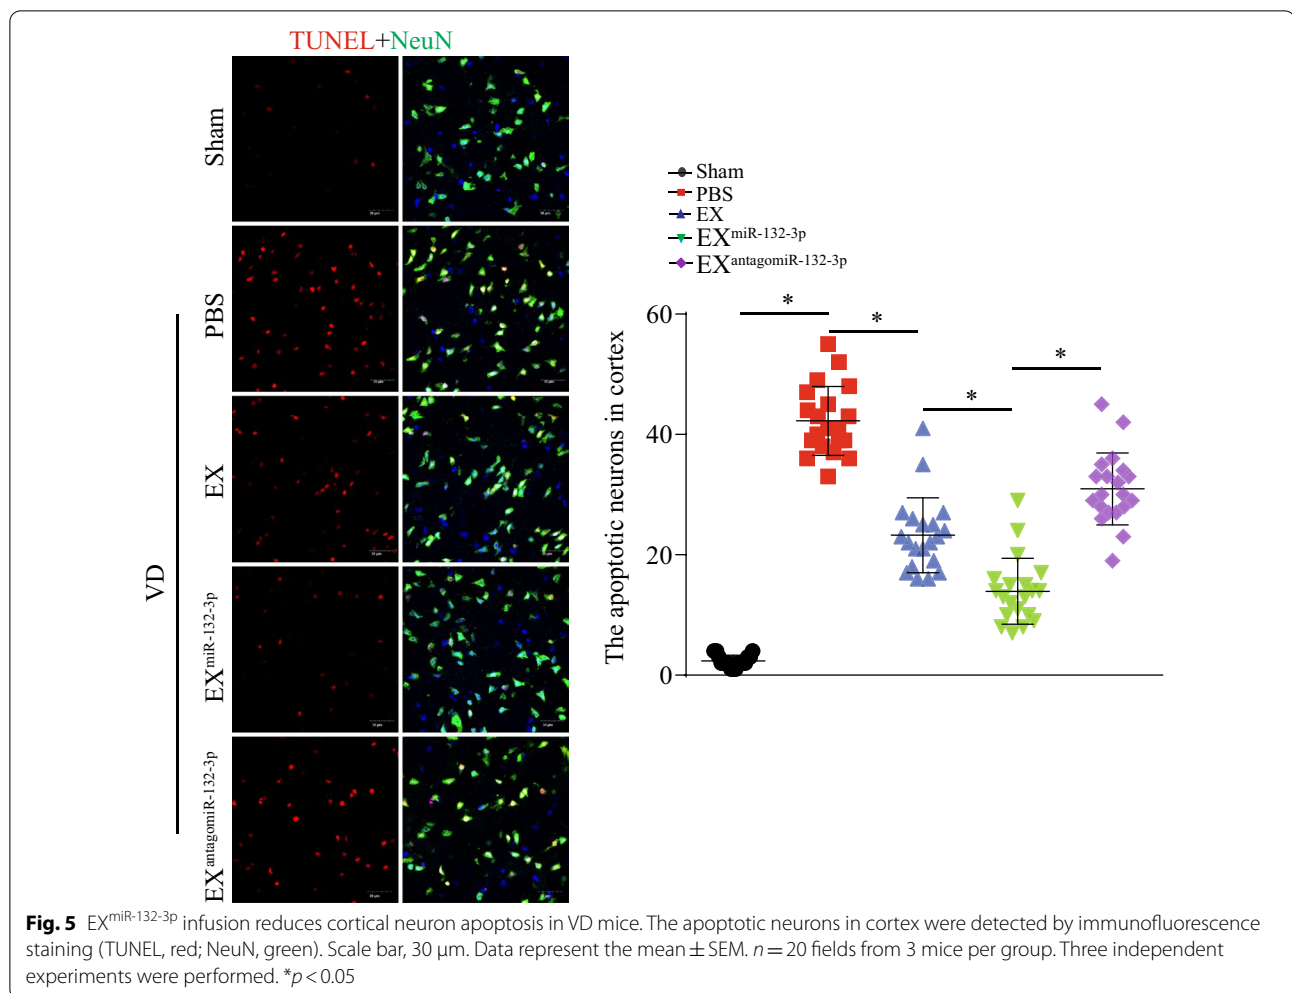 TUNEL+NeuN
Sham
PBS
EX
EXmiR-132-3p
EXantagomiR-132-3p
VD
Sham
PBS
EX
EXmiR-132-3p
EXantagomiR-132-3p
The apoptotic neurons in cortex
60
40
20
0
*
*
*
*
Fig. 5 EXmiR-132-3p infusion reduces cortical neuron apoptosis in VD mice. The apoptotic neurons in cortex were detected by immunofluorescence
staining (TUNEL, red; NeuN, green). Scale bar, 30 μm. Data represent the mean ± SEM. n = 20 fields from 3 mice per group. Three independent
experiments were performed. *p < 0.05